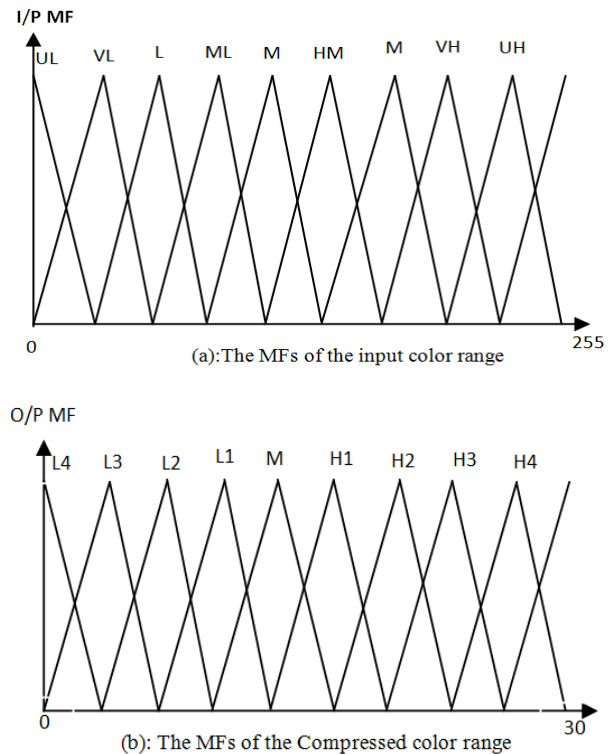 I/P MF
UL VL L ML M HM M VH UH
0 255
(a):The MFs of the input color range
O/P MF
L4 L3 L2 L1 M H1 H2 H3 H4
0 30
(b): The MFs of the Compressed color range